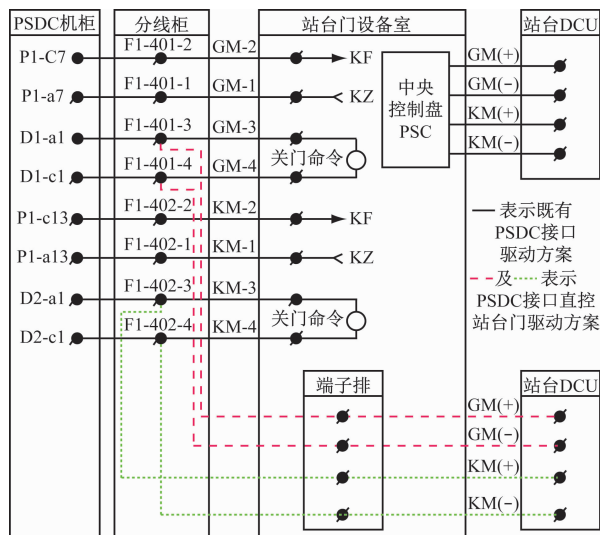 PSDC机柜
分线柜
站台门设备室
站台DCU
P1-C7
F1-401-2
GM-2
KF
P1-a7
F1-401-1
GM-1
KZ
D1-a1
F1-401-3
GM-3
关门命令
D1-c1
F1-401-4
GM-4
P1-c13
F1-402-2
KM-2
KF
P1-a13
F1-402-1
KM-1
KZ
D2-a1
F1-402-3
KM-3
关门命令
D2-c1
F1-402-4
KM-4
中央
控制盘
PSC
GM(+)
GM(−)
KM(+)
KM(−)
表示既有
PSDC接口
驱动方案
及 表示
PSDC接口直控
站台门驱动方案
端子排
站台DCU
GM(+)
GM(−)
KM(+)
KM(−)